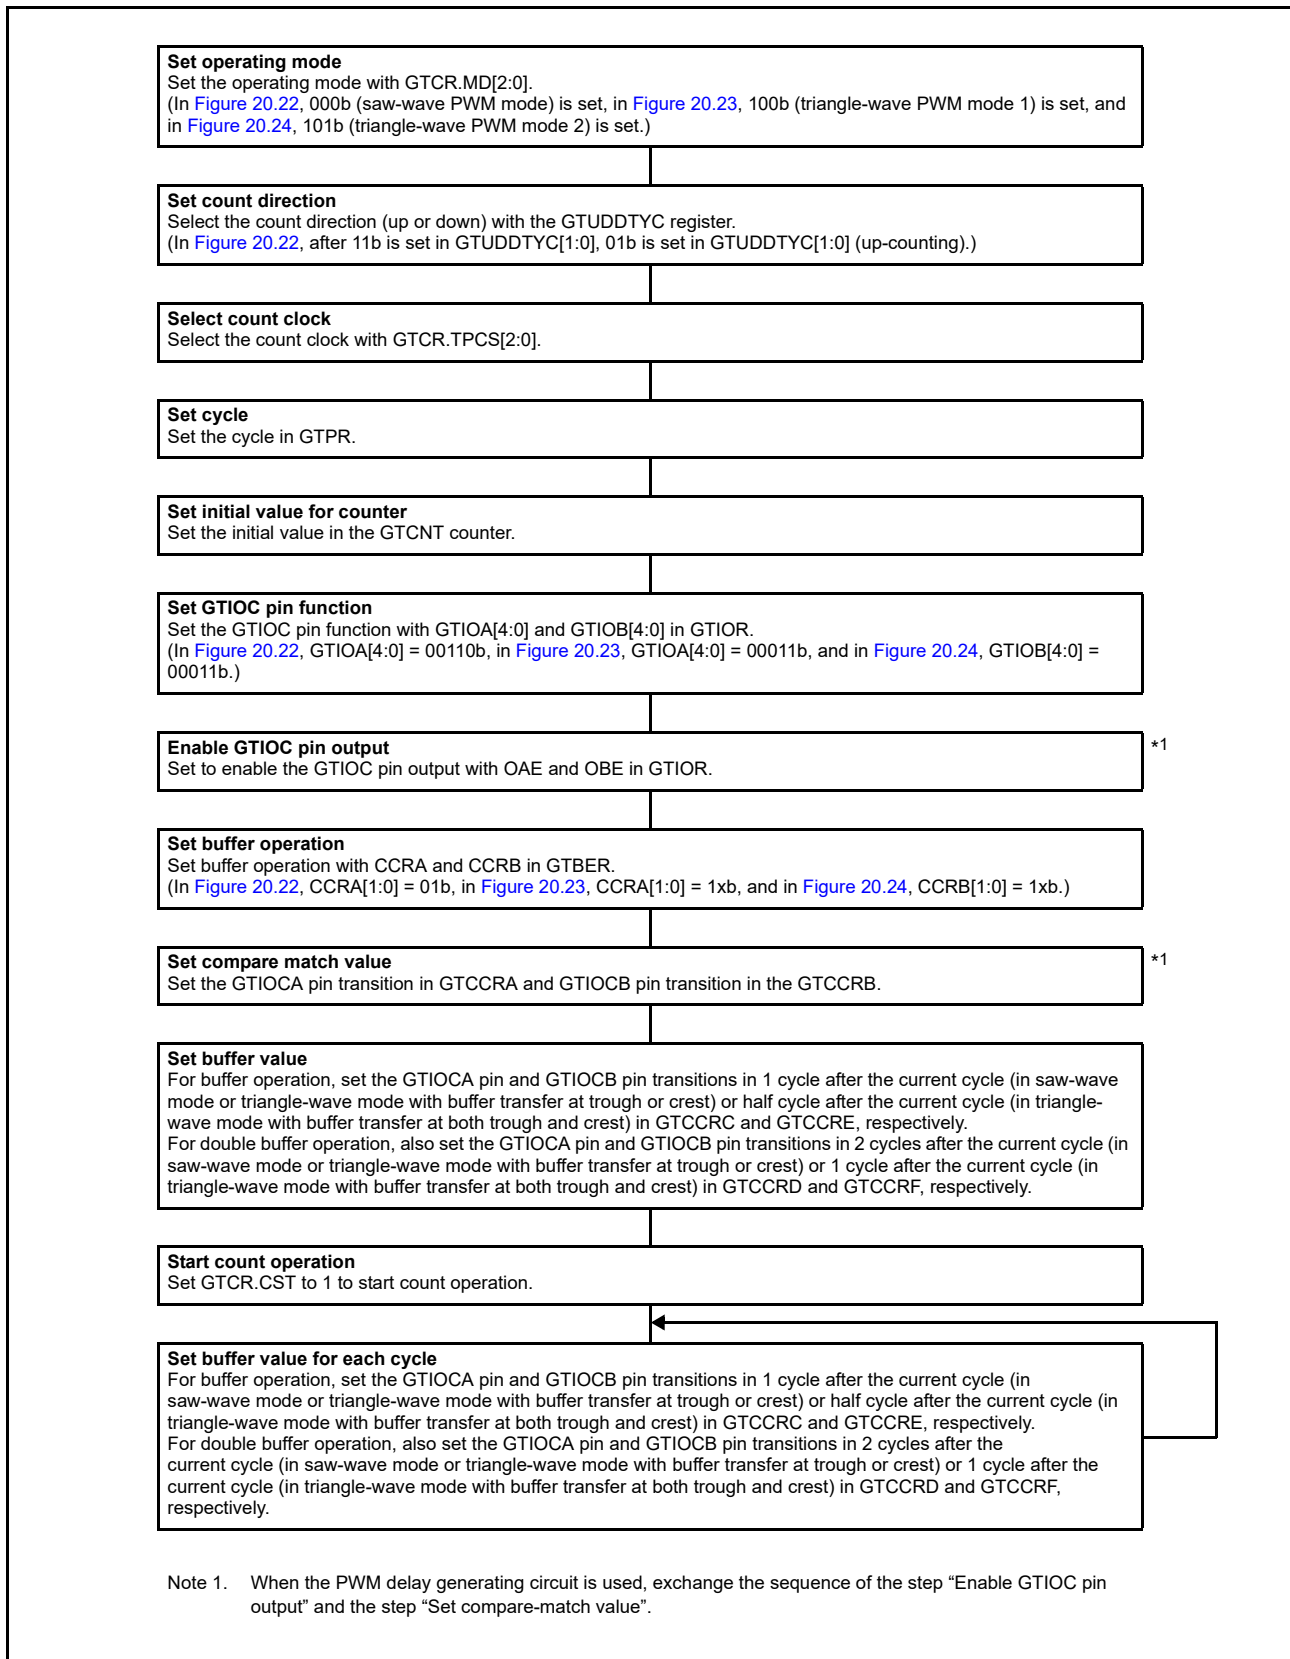 Set operating mode
Set the operating mode with GTCR.MD[2:0].
(In Figure 20.22, 000b (saw-wave PWM mode) is set, in Figure 20.23, 100b (triangle-wave PWM mode 1) is set, and
in Figure 20.24, 101b (triangle-wave PWM mode 2) is set.)
Set count direction
Select the count direction (up or down) with the GTUDDTYC register.
(In Figure 20.22, after 11b is set in GTUDDTYC[1:0], 01b is set in GTUDDTYC[1:0] (up-counting).)
Select count clock
Select the count clock with GTCR.TPCS[2:0].
Set cycle
Set the cycle in GTPR.
Set initial value for counter
Set the initial value in the GTCNT counter.
Set GTIOC pin function
Set the GTIOC pin function with GTIOA[4:0] and GTIOB[4:0] in GTIOR.
(In Figure 20.22, GTIOA[4:0] = 00110b, in Figure 20.23, GTIOA[4:0] = 00011b, and in Figure 20.24, GTIOB[4:0] =
00011b.)
Enable GTIOC pin output
*1
Set to enable the GTIOC pin output with OAE and OBE in GTIOR.
Set buffer operation
Set buffer operation with CCRA and CCRB in GTBER.
(In Figure 20.22, CCRA[1:0] = 01b, in Figure 20.23, CCRA[1:0] = 1xb, and in Figure 20.24, CCRB[1:0] = 1xb.)
Set compare match value
*1
Set the GTIOCA pin transition in GTCCRA and GTIOCB pin transition in the GTCCRB.
Set buffer value
For buffer operation, set the GTIOCA pin and GTIOCB pin transitions in 1 cycle after the current cycle (in saw-wave
mode or triangle-wave mode with buffer transfer at trough or crest) or half cycle after the current cycle (in triangle-
wave mode with buffer transfer at both trough and crest) in GTCCRC and GTCCRE, respectively.
For double buffer operation, also set the GTIOCA pin and GTIOCB pin transitions in 2 cycles after the current cycle (in
saw-wave mode or triangle-wave mode with buffer transfer at trough or crest) or 1 cycle after the current cycle (in
triangle-wave mode with buffer transfer at both trough and crest) in GTCCRD and GTCCRF, respectively.
Start count operation
Set GTCR.CST to 1 to start count operation.
Set buffer value for each cycle
For buffer operation, set the GTIOCA pin and GTIOCB pin transitions in 1 cycle after the current cycle (in
saw-wave mode or triangle-wave mode with buffer transfer at trough or crest) or half cycle after the current cycle (in
triangle-wave mode with buffer transfer at both trough and crest) in GTCCRC and GTCCRE, respectively.
For double buffer operation, also set the GTIOCA pin and GTIOCB pin transitions in 2 cycles after the
current cycle (in saw-wave mode or triangle-wave mode with buffer transfer at trough or crest) or 1 cycle after the
current cycle (in triangle-wave mode with buffer transfer at both trough and crest) in GTCCRD and GTCCRF,
respectively.
Note 1. When the PWM delay generating circuit is used, exchange the sequence of the step “Enable GTIOC pin
output” and the step “Set compare-match value”.